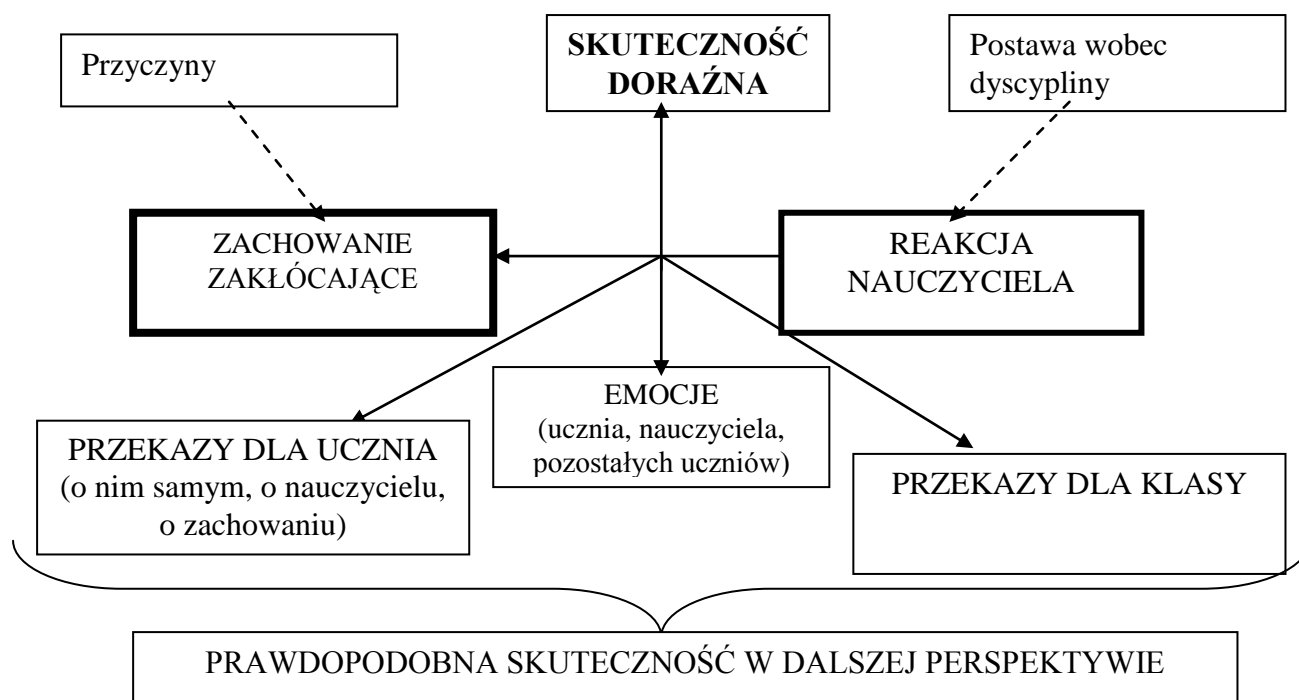 Przyczyny
SKUTECZNOŚĆ
DORAŹNA
Postawa wobec
dyscypliny
ZACHOWANIE
ZAKŁÓCAJĄCE
REAKCJA
NAUCZYCIELA
PRZEKAZY DLA UCZNIA
(o nim samym, o nauczycielu,
o zachowaniu)
EMOCJE
(ucznia, nauczyciela,
pozostałych uczniów)
PRZEKAZY DLA KLASY
PRAWDOPODOBNA SKUTECZNOŚĆ W DALSZEJ PERSPEKTYWIE